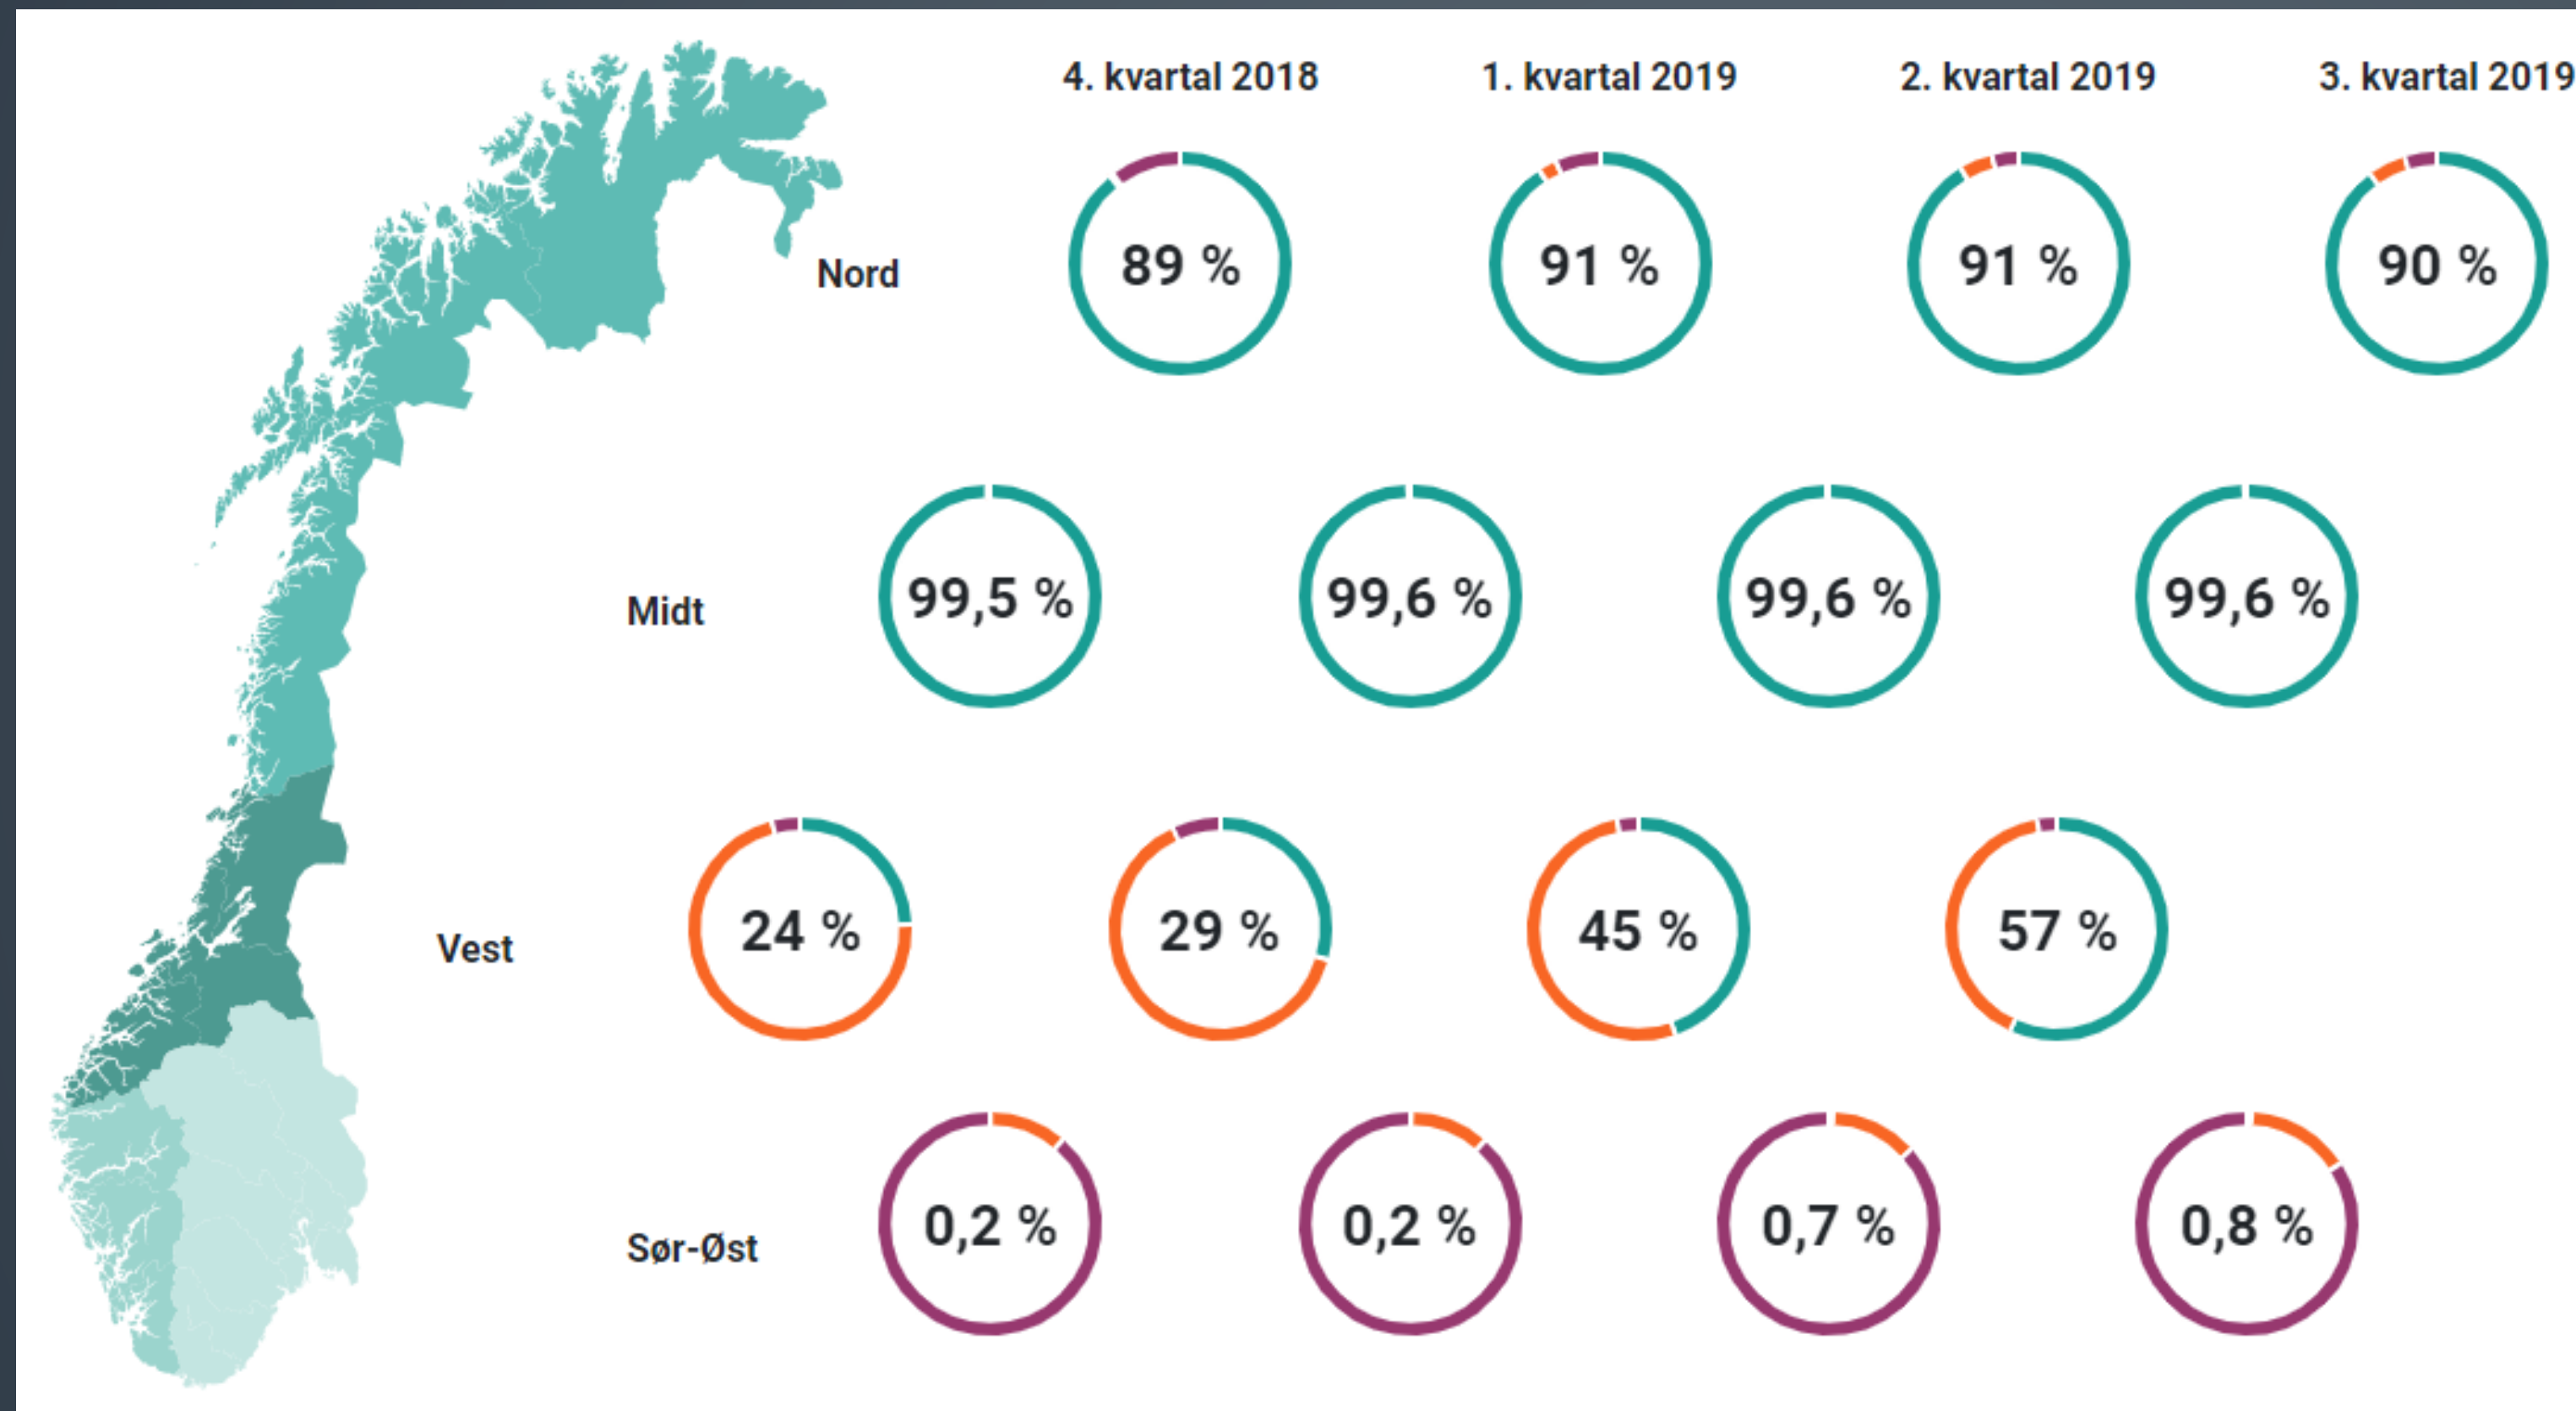 4. kvartal 2018 1. kvartal 2019 2. kvartal 2019 3. kvartal 2019
Nord 89 % 91 % 91 % 90 %
Midt 99,5 % 99,6 % 99,6 % 99,6 %
Vest 24 % 29 % 45 % 57 %
Sør-Øst 0,2 % 0,2 % 0,7 % 0,8 %